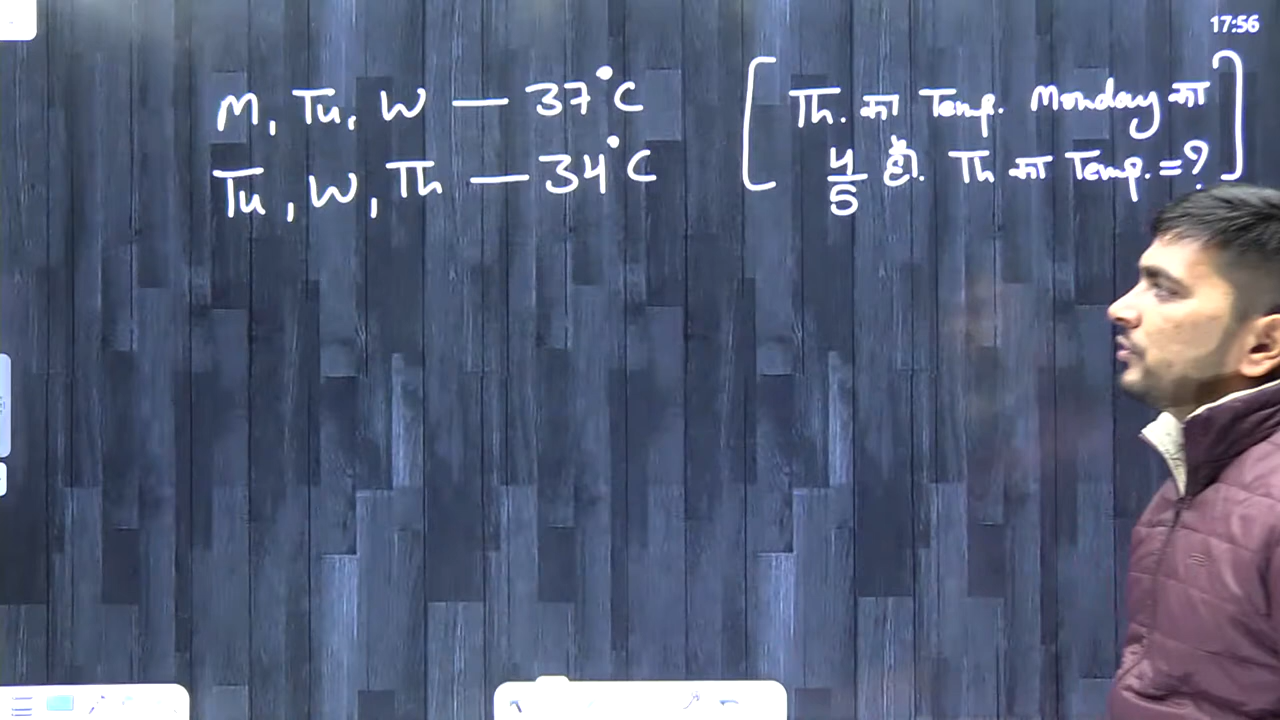 17:56
M, Tu, W — 37°C
Tu, W, Th — 34°C
[Th. का Temp. Monday का
4/5 हो. Th का Temp. = ?]